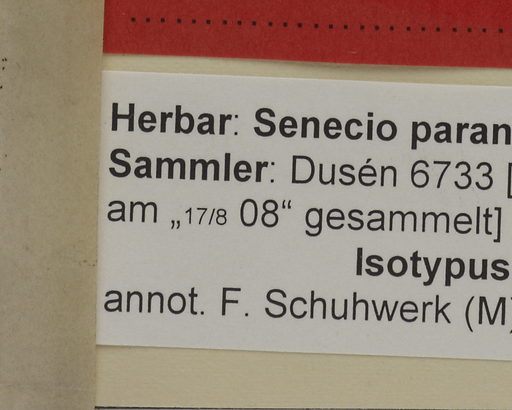 Herbar: Senecio paran
Sammler: Dusén 6733 [
am „17/8 08“ gesammelt]
Isotypus
annot. F. Schuhwerk (M)